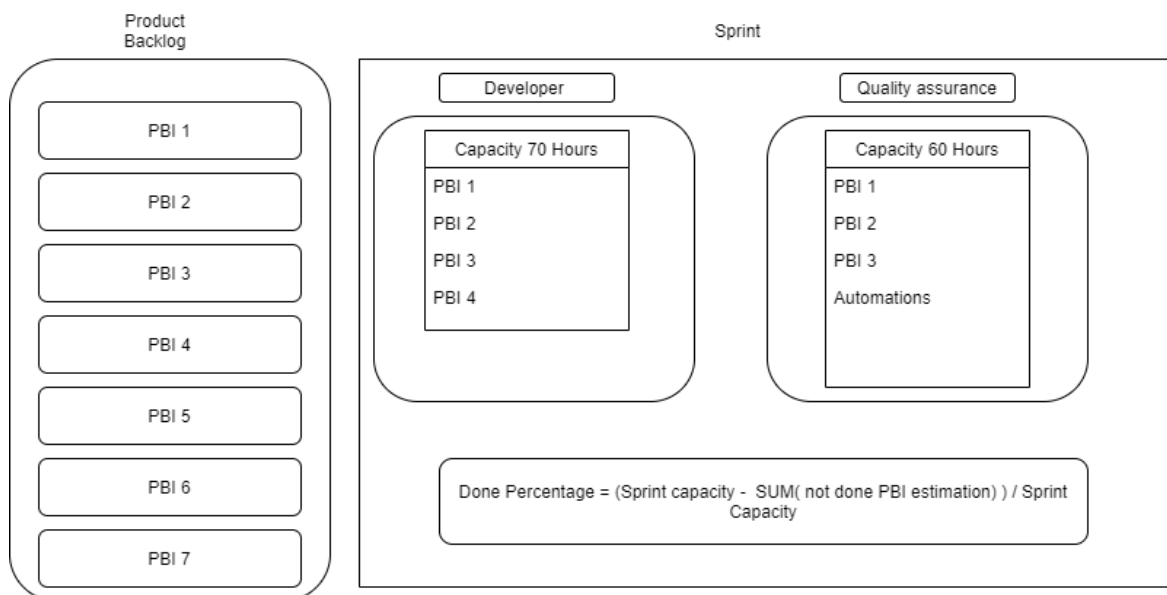 Product
Backlog
PBI 1
PBI 2
PBI 3
PBI 4
PBI 5
PBI 6
PBI 7
Sprint
Developer
Capacity 70 Hours
PBI 1
PBI 2
PBI 3
PBI 4
Quality assurance
Capacity 60 Hours
PBI 1
PBI 2
PBI 3
Automations
Done Percentage = (Sprint capacity - SUM( not done PBI estimation) ) / Sprint
Capacity